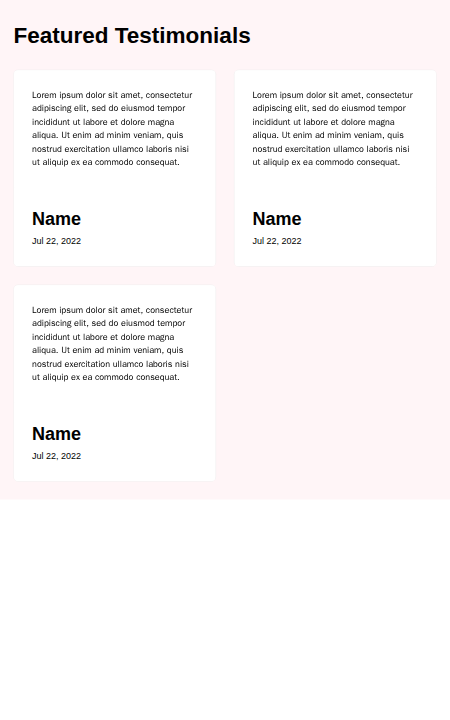 Featured Testimonials
Lorem ipsum dolor sit amet, consectetur
adipiscing elit, sed do eiusmod tempor
incididunt ut labore et dolore magna
aliqua. Ut enim ad minim veniam, quis
nostrud exercitation ullamco laboris nisi
ut aliquip ex ea commodo consequat.
Name
Jul 22, 2022
Lorem ipsum dolor sit amet, consectetur
adipiscing elit, sed do eiusmod tempor
incididunt ut labore et dolore magna
aliqua. Ut enim ad minim veniam, quis
nostrud exercitation ullamco laboris nisi
ut aliquip ex ea commodo consequat.
Name
Jul 22, 2022
Lorem ipsum dolor sit amet, consectetur
adipiscing elit, sed do eiusmod tempor
incididunt ut labore et dolore magna
aliqua. Ut enim ad minim veniam, quis
nostrud exercitation ullamco laboris nisi
ut aliquip ex ea commodo consequat.
Name
Jul 22, 2022